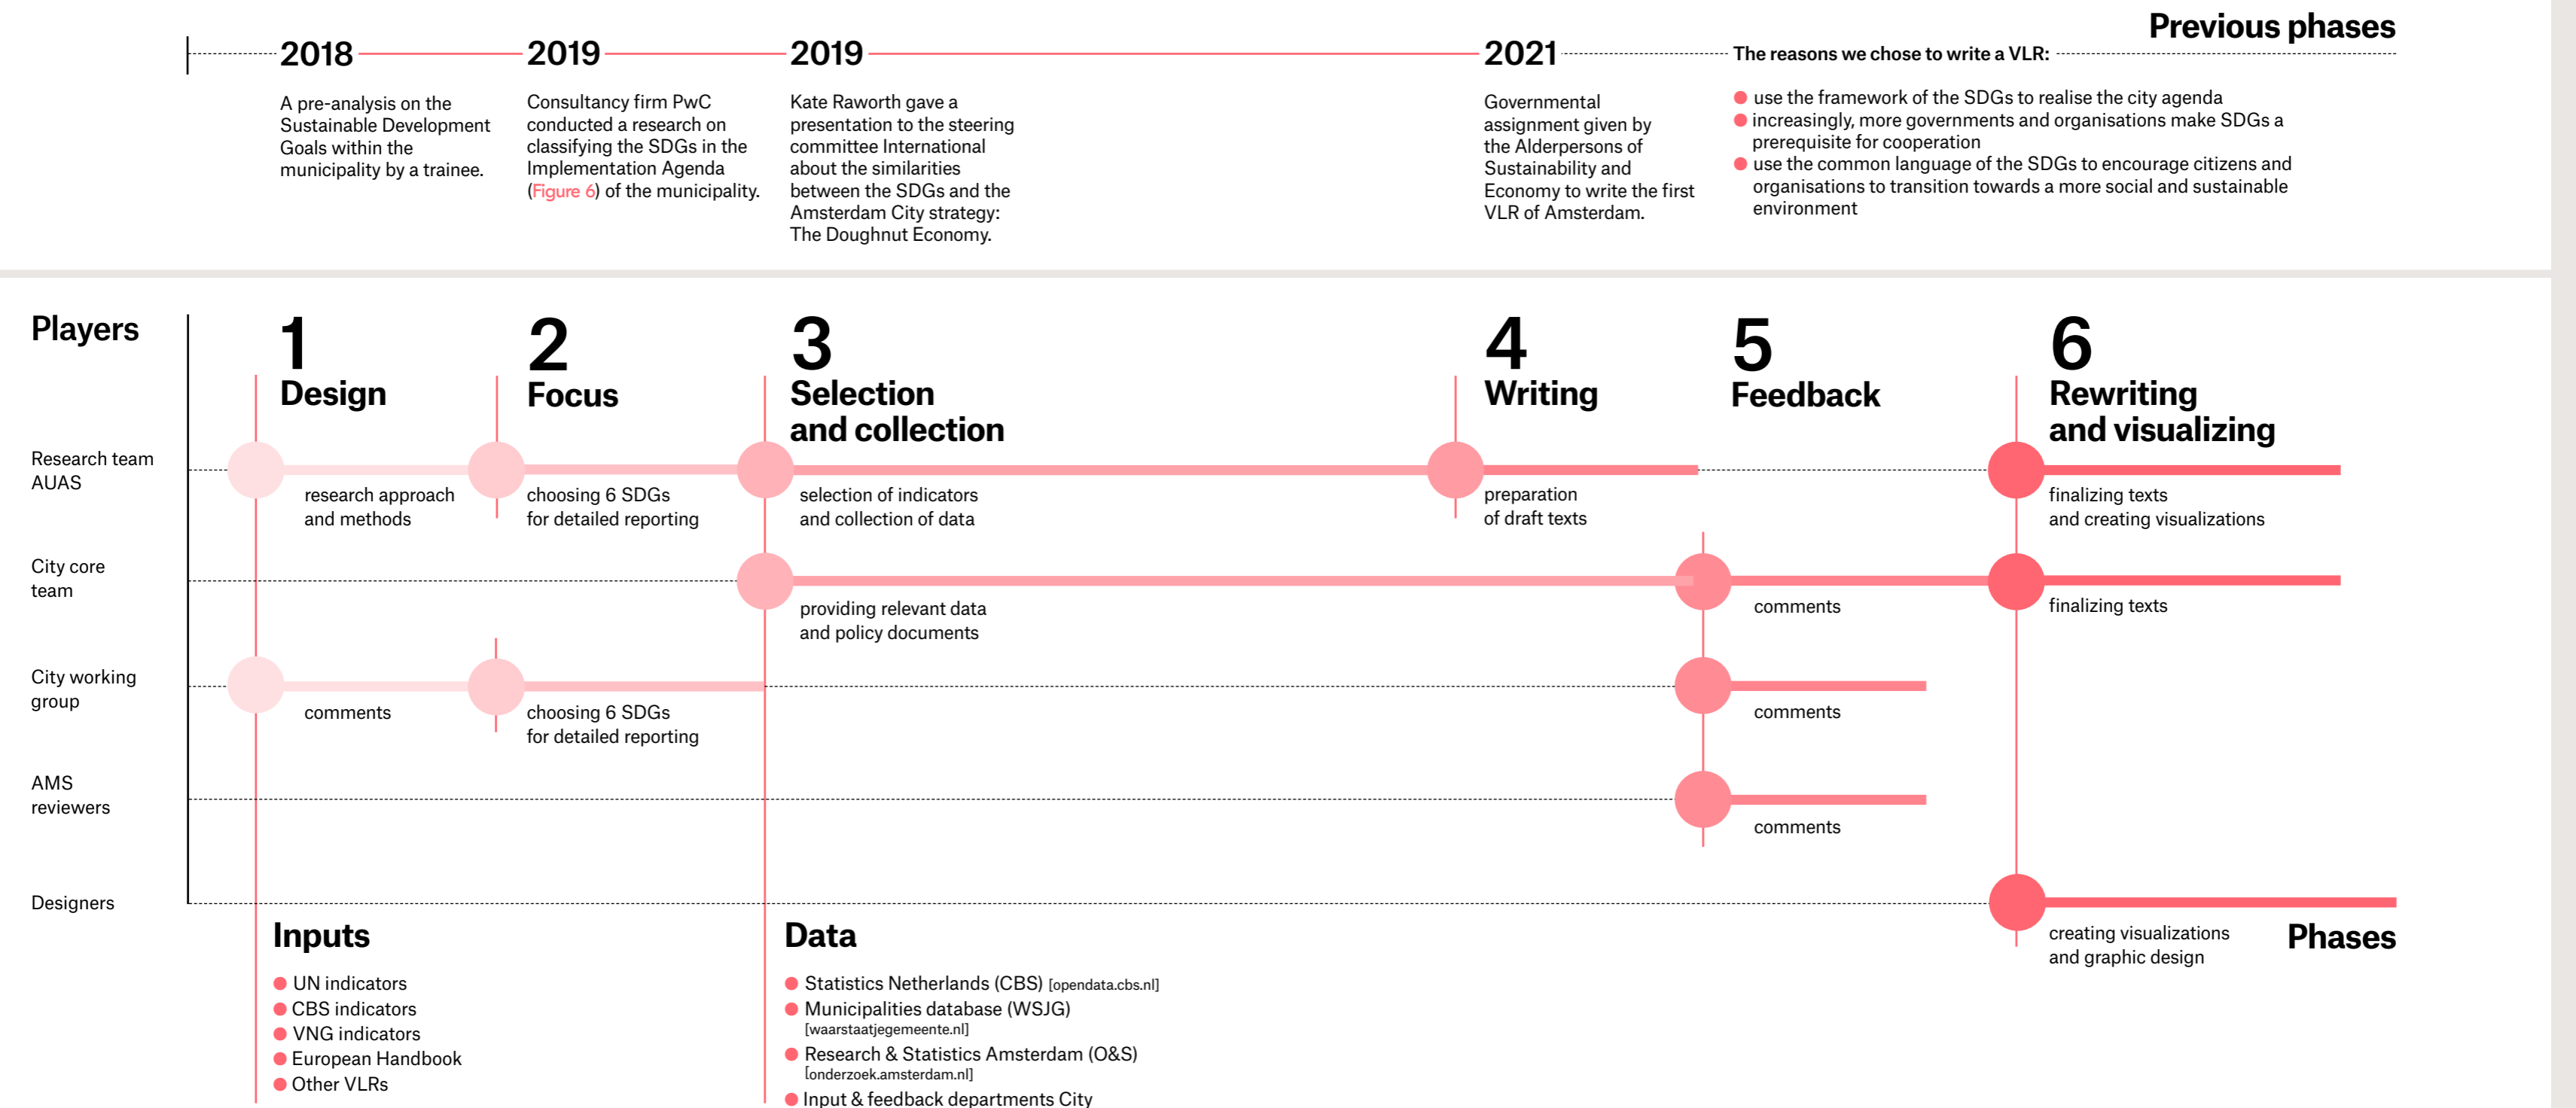 Previous phases
2018
A pre-analysis on the
Sustainable Development
Goals within the
municipality by a trainee.
2019
Consultancy firm PwC
conducted a research on
classifying the SDGs in the
Implementation Agenda
(Figure 6) of the municipality.
2019
Kate Raworth gave a
presentation to the steering
committee International
about the similarities
between the SDGs and the
Amsterdam City strategy:
The Doughnut Economy.
2021
Governmental
assignment given by
the Alderpersons of
Sustainability and
Economy to write the first
VLR of Amsterdam.
The reasons we chose to write a VLR:
use the framework of the SDGs to realise the city agenda
increasingly, more governments and organisations make SDGs a
prerequisite for cooperation
use the common language of the SDGs to encourage citizens and
organisations to transition towards a more social and sustainable
environment
Players
1
Design
2
Focus
3
Selection
and collection
4
Writing
5
Feedback
6
Rewriting
and visualizing
Research team
AUAS
research approach
and methods
choosing 6 SDGs
for detailed reporting
selection of indicators
and collection of data
preparation
of draft texts
finalizing texts
and creating visualizations
City core
team
providing relevant data
and policy documents
comments
finalizing texts
City working
group
comments
choosing 6 SDGs
for detailed reporting
comments
AMS
reviewers
comments
Designers
creating visualizations
and graphic design
Phases
Inputs
UN indicators
CBS indicators
VNG indicators
European Handbook
Other VLRs
Data
Statistics Netherlands (CBS) [opendata.cbs.nl]
Municipalities database (WSJG)
[waarstaatjegemeente.nl]
Research & Statistics Amsterdam (O&S)
[onderzoek.amsterdam.nl]
Input & feedback departments City